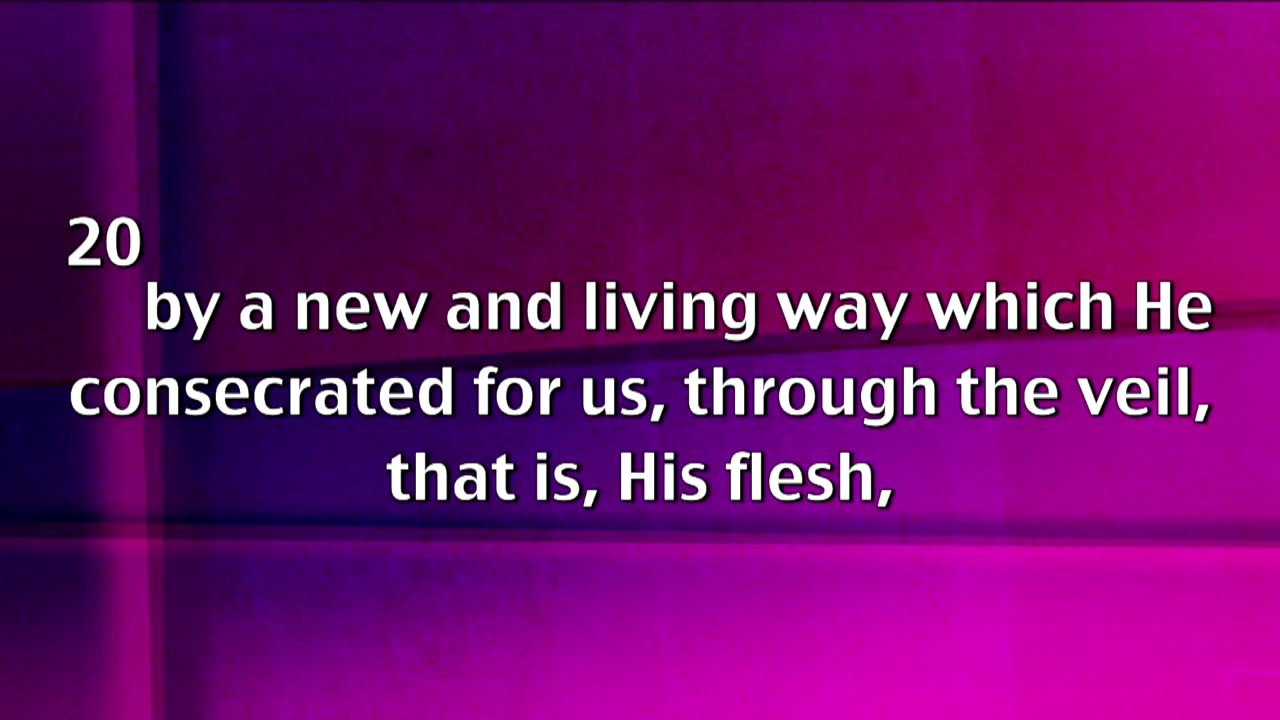 20
by a new and living way which He
consecrated for us, through the veil,
that is, His flesh,